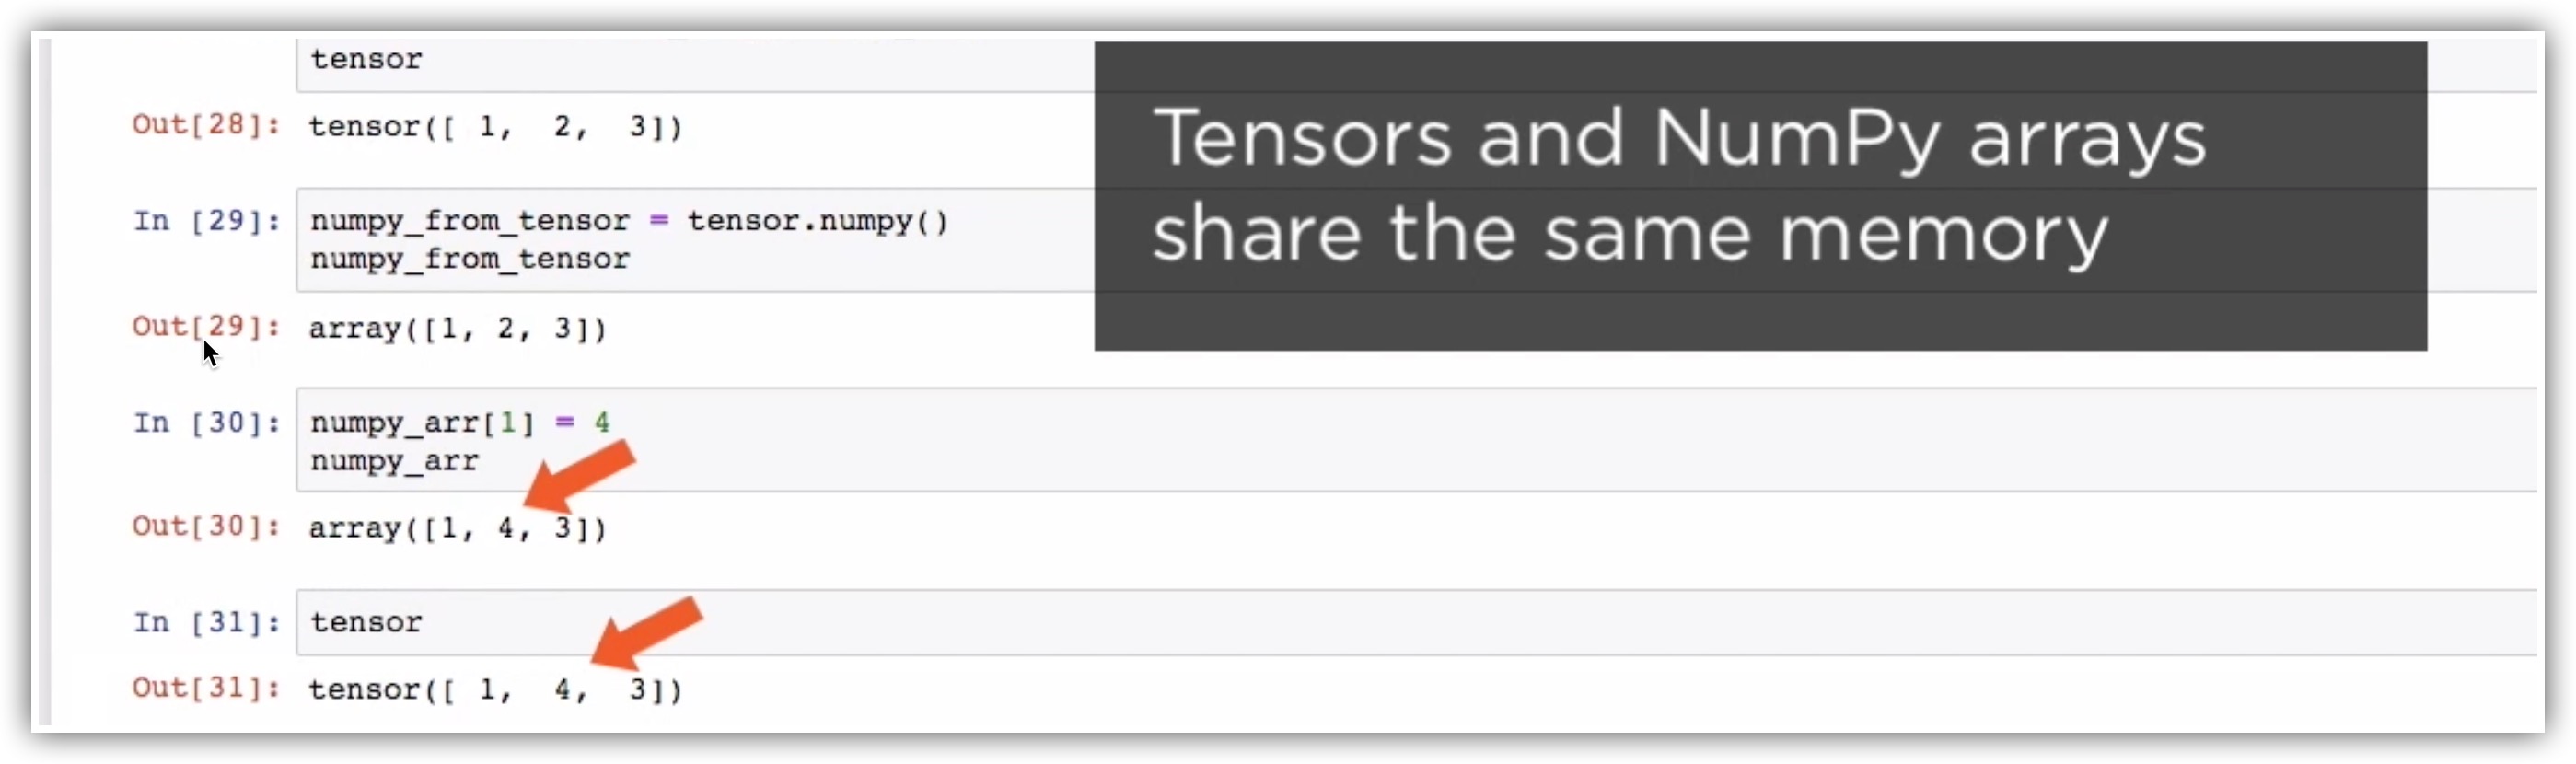 tensor
Out[28]: tensor([ 1,  2,  3])
Tensors and NumPy arrays
share the same memory
In [29]: numpy_from_tensor = tensor.numpy()
numpy_from_tensor
Out[29]: array([1, 2, 3])
In [30]: numpy_arr[1] = 4
numpy_arr
Out[30]: array([1, 4, 3])
In [31]: tensor
Out[31]: tensor([ 1,  4,  3])